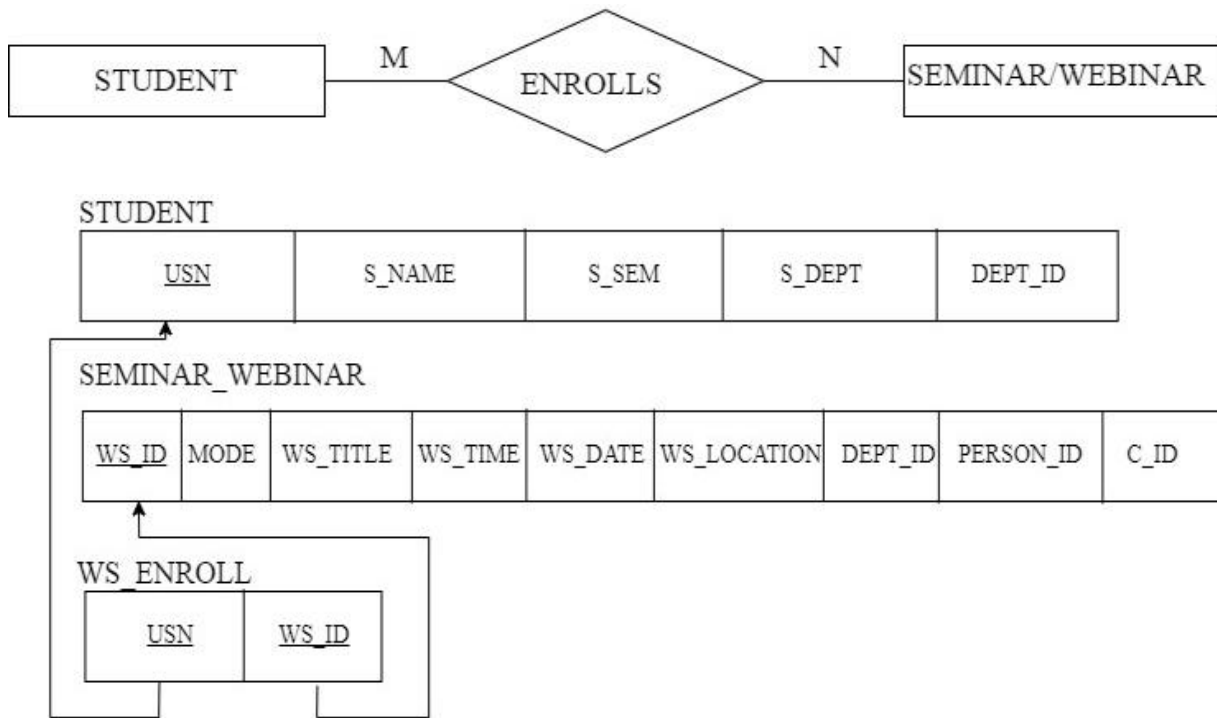 STUDENT M ENROLLS N SEMINAR/WEBINAR
STUDENT
USN S_NAME S_SEM S_DEPT DEPT_ID
SEMINAR_WEBINAR
WS_ID MODE WS_TITLE WS_TIME WS_DATE WS_LOCATION DEPT_ID PERSON_ID C_ID
WS_ENROLL
USN WS_ID